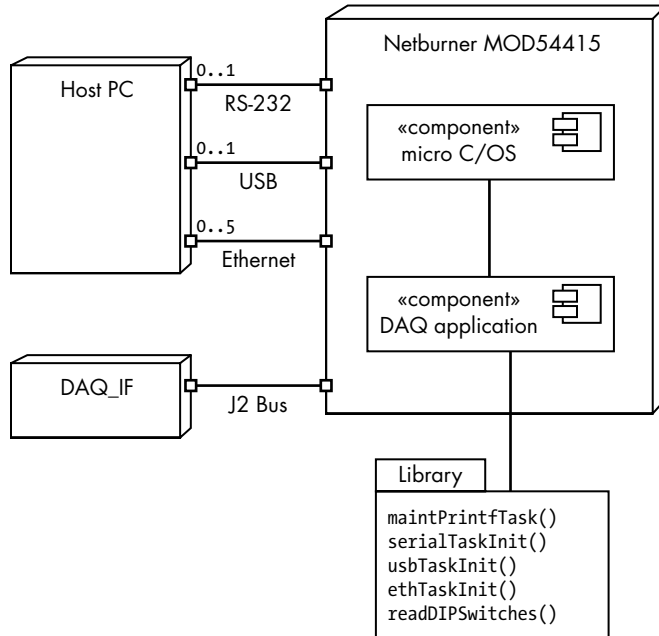 Netburner MOD54415
Host PC
0..1
RS-232
0..1
USB
0..5
Ethernet
«component»
micro C/OS
«component»
DAQ application
DAQ_IF
J2 Bus
Library
maintPrintfTask()
serialTaskInit()
usbTaskInit()
ethTaskInit()
readDIPSwitches()